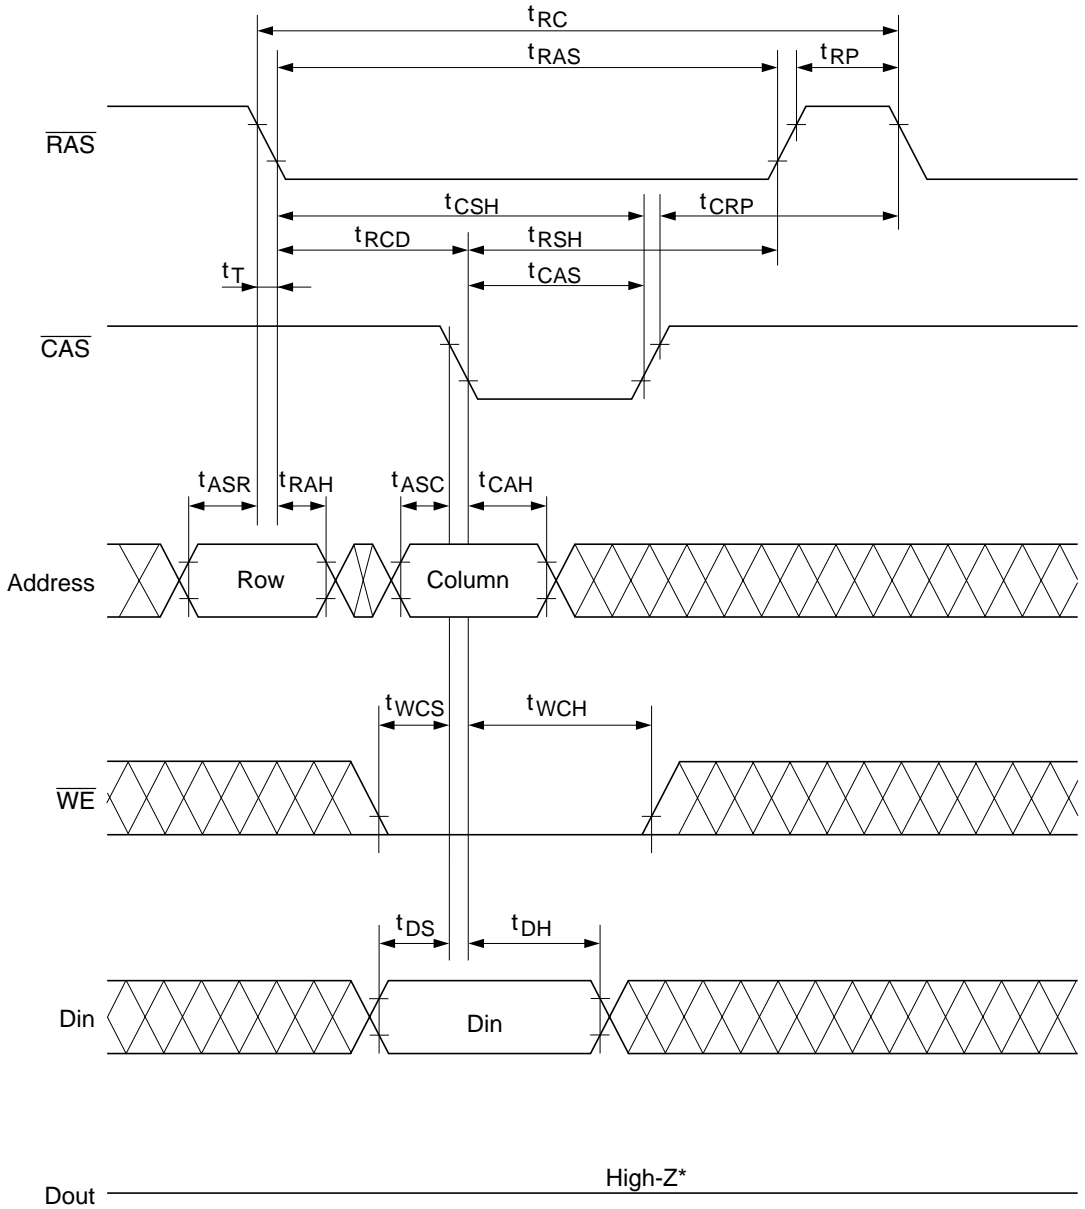 tRC
tRAS
tRP
RAS
tCSH
tCRP
tRCD
tRSH
tT
tCAS
CAS
tASR
tRAH
tASC
tCAH
Address
Row
Column
tWCS
tWCH
WE
tDS
tDH
Din
Din
High-Z*
Dout